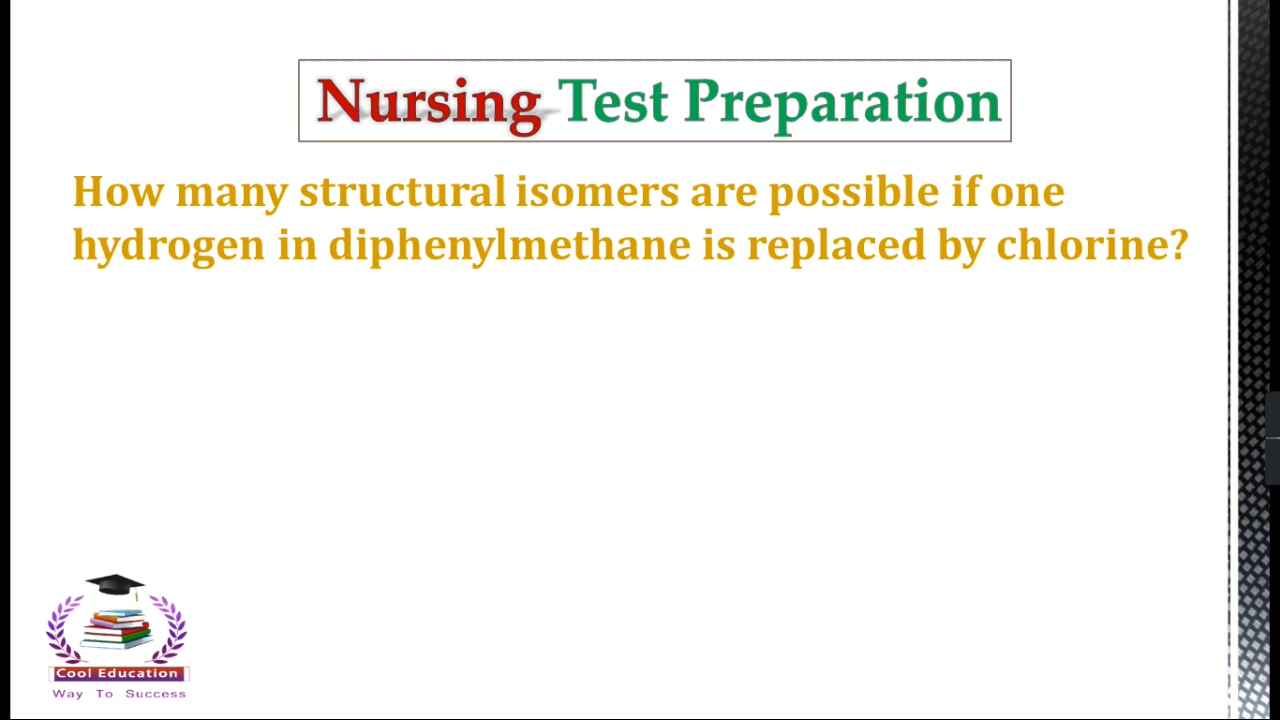 Nursing Test Preparation
How many structural isomers are possible if one
hydrogen in diphenylmethane is replaced by chlorine?
Cool Education
Way To Success